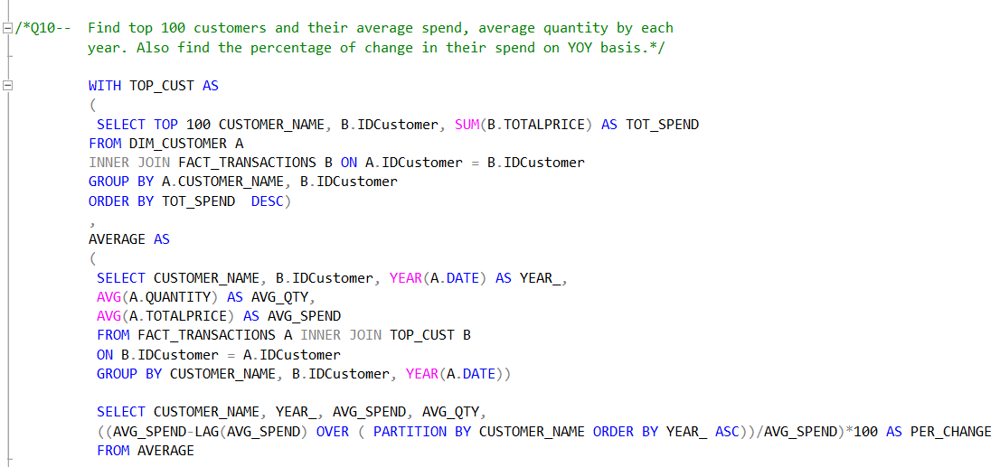 /*Q10--  Find top 100 customers and their average spend, average quantity by each
year. Also find the percentage of change in their spend on YOY basis.*/
WITH TOP_CUST AS
(
SELECT TOP 100 CUSTOMER_NAME, B.IDCustomer, SUM(B.TOTALPRICE) AS TOT_SPEND
FROM DIM_CUSTOMER A
INNER JOIN FACT_TRANSACTIONS B ON A.IDCustomer = B.IDCustomer
GROUP BY A.CUSTOMER_NAME, B.IDCustomer
ORDER BY TOT_SPEND  DESC)
,
AVERAGE AS
(
SELECT CUSTOMER_NAME, B.IDCustomer, YEAR(A.DATE) AS YEAR_,
AVG(A.QUANTITY) AS AVG_QTY,
AVG(A.TOTALPRICE) AS AVG_SPEND
FROM FACT_TRANSACTIONS A INNER JOIN TOP_CUST B
ON B.IDCustomer = A.IDCustomer
GROUP BY CUSTOMER_NAME, B.IDCustomer, YEAR(A.DATE))
SELECT CUSTOMER_NAME, YEAR_, AVG_SPEND, AVG_QTY,
((AVG_SPEND-LAG(AVG_SPEND) OVER ( PARTITION BY CUSTOMER_NAME ORDER BY YEAR_ ASC))/AVG_SPEND)*100 AS PER_CHANGE
FROM AVERAGE